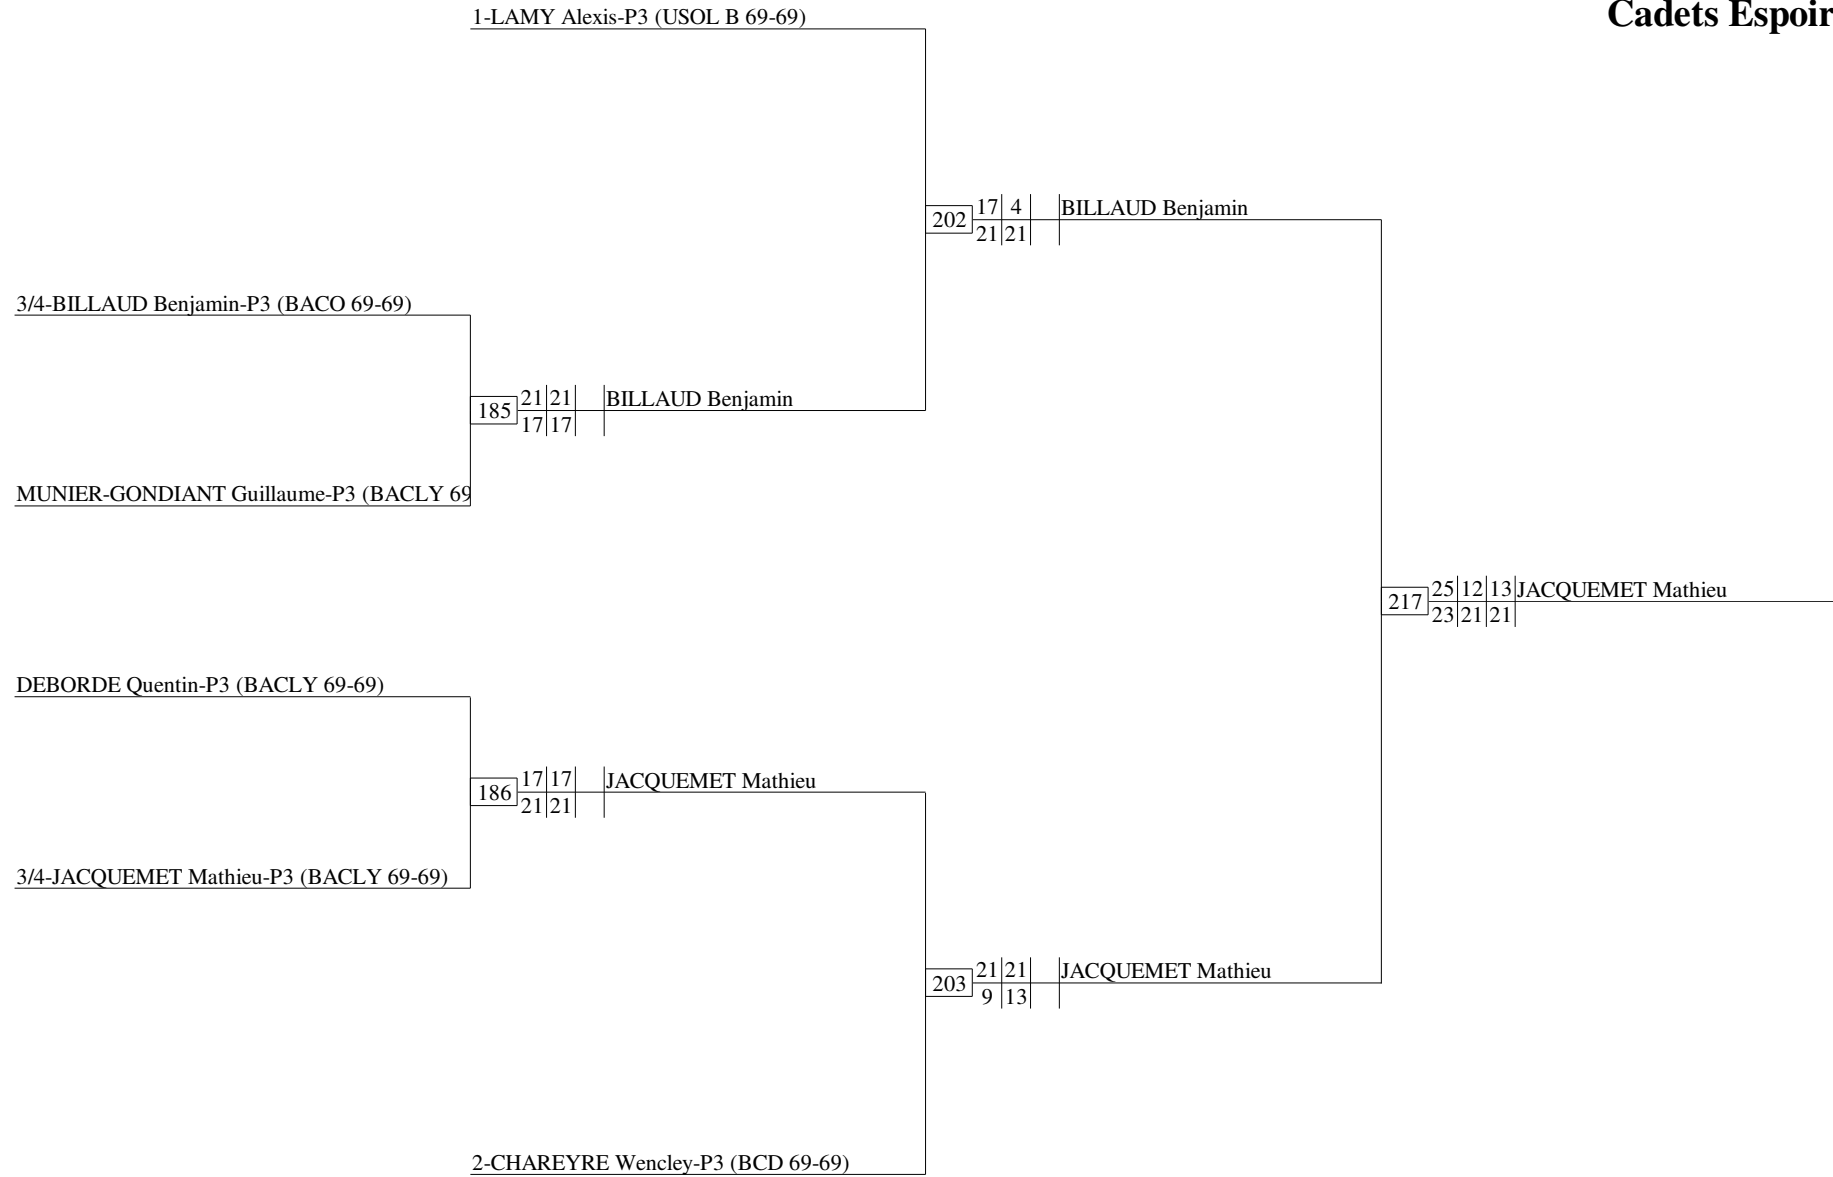 1-LAMY Alexis-P3 (USOL B 69-69)
Cadets Espoir
202 17 4 BILLAUD Benjamin
21 21
3/4-BILLAUD Benjamin-P3 (BACO 69-69)
185 21 21 BILLAUD Benjamin
17 17
MUNIER-GONDIANT Guillaume-P3 (BACLY 69
217 25 12 13 JACQUEMET Mathieu
23 21 21
DEBORDE Quentin-P3 (BACLY 69-69)
186 17 17 JACQUEMET Mathieu
21 21
3/4-JACQUEMET Mathieu-P3 (BACLY 69-69)
203 21 21 JACQUEMET Mathieu
9 13
2-CHAREYRE Wencley-P3 (BCD 69-69)